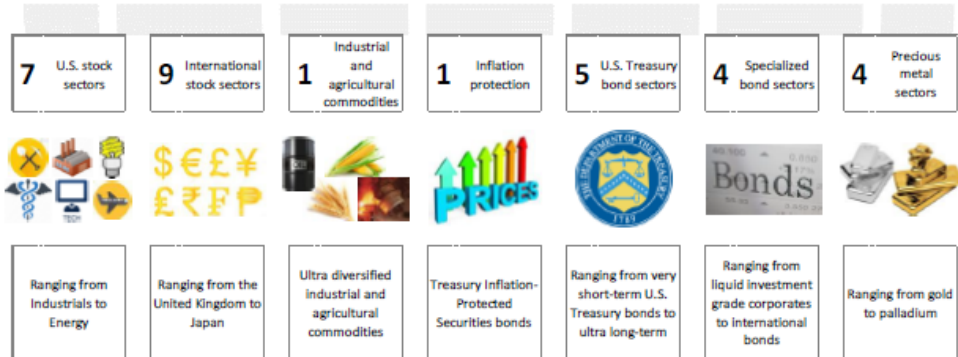 7
U.S. stock
sectors
9
International
stock sectors
1
Industrial
and
agricultural
commodities
1
Inflation
protection
5
U.S. Treasury
bond sectors
4
Specialized
bond sectors
4
Precious
metal
sectors
TECH
$ € £ ¥
£ ₹ ₣ ₱
PRICES
THE DEPARTMENT OF THE TREASURY
1789
Bonds
Ranging from
Industrials to
Energy
Ranging from the
United Kingdom to
Japan
Ultra diversified
industrial and
agricultural
commodities
Treasury Inflation-
Protected
Securities bonds
Ranging from very
short-term U.S.
Treasury bonds to
ultra long-term
Ranging from
liquid investment
grade corporates
to international
bonds
Ranging from gold
to palladium